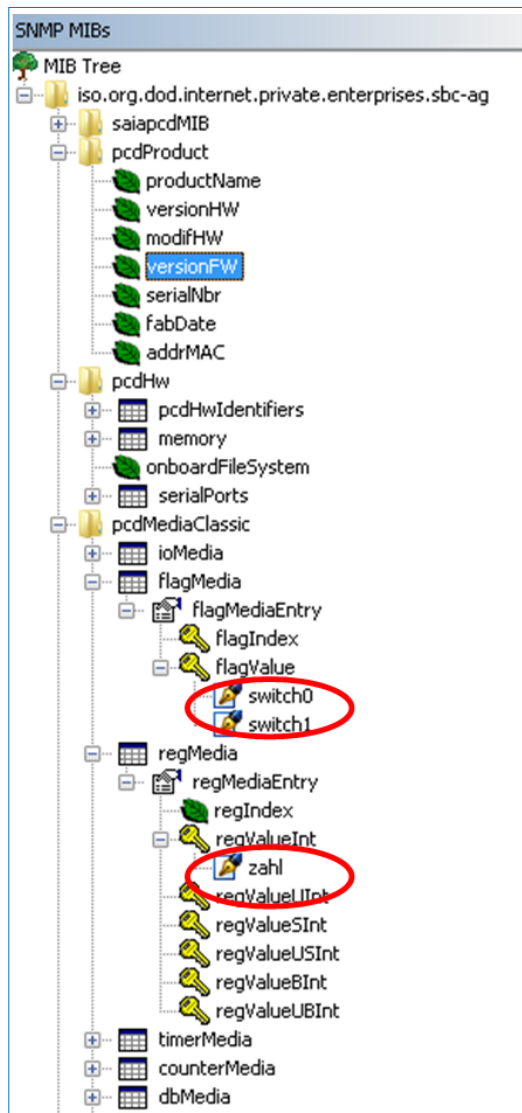 SNMP MIBs
MIB Tree
iso.org.dod.internet.private.enterprises.sbc-ag
saiapcdMIB
pcdProduct
productName
versionHW
modifHW
versionFW
serialNbr
fabDate
addrMAC
pcdHw
pcdHwIdentifiers
memory
onboardFileSystem
serialPorts
pcdMediaClassic
ioMedia
flagMedia
flagMediaEntry
flagIndex
flagValue
switch0
switch1
regMedia
regMediaEntry
regIndex
regValueInt
zahl
regValueUInt
regValueSInt
regValueUSInt
regValueBInt
regValueUBInt
timerMedia
counterMedia
dbMedia